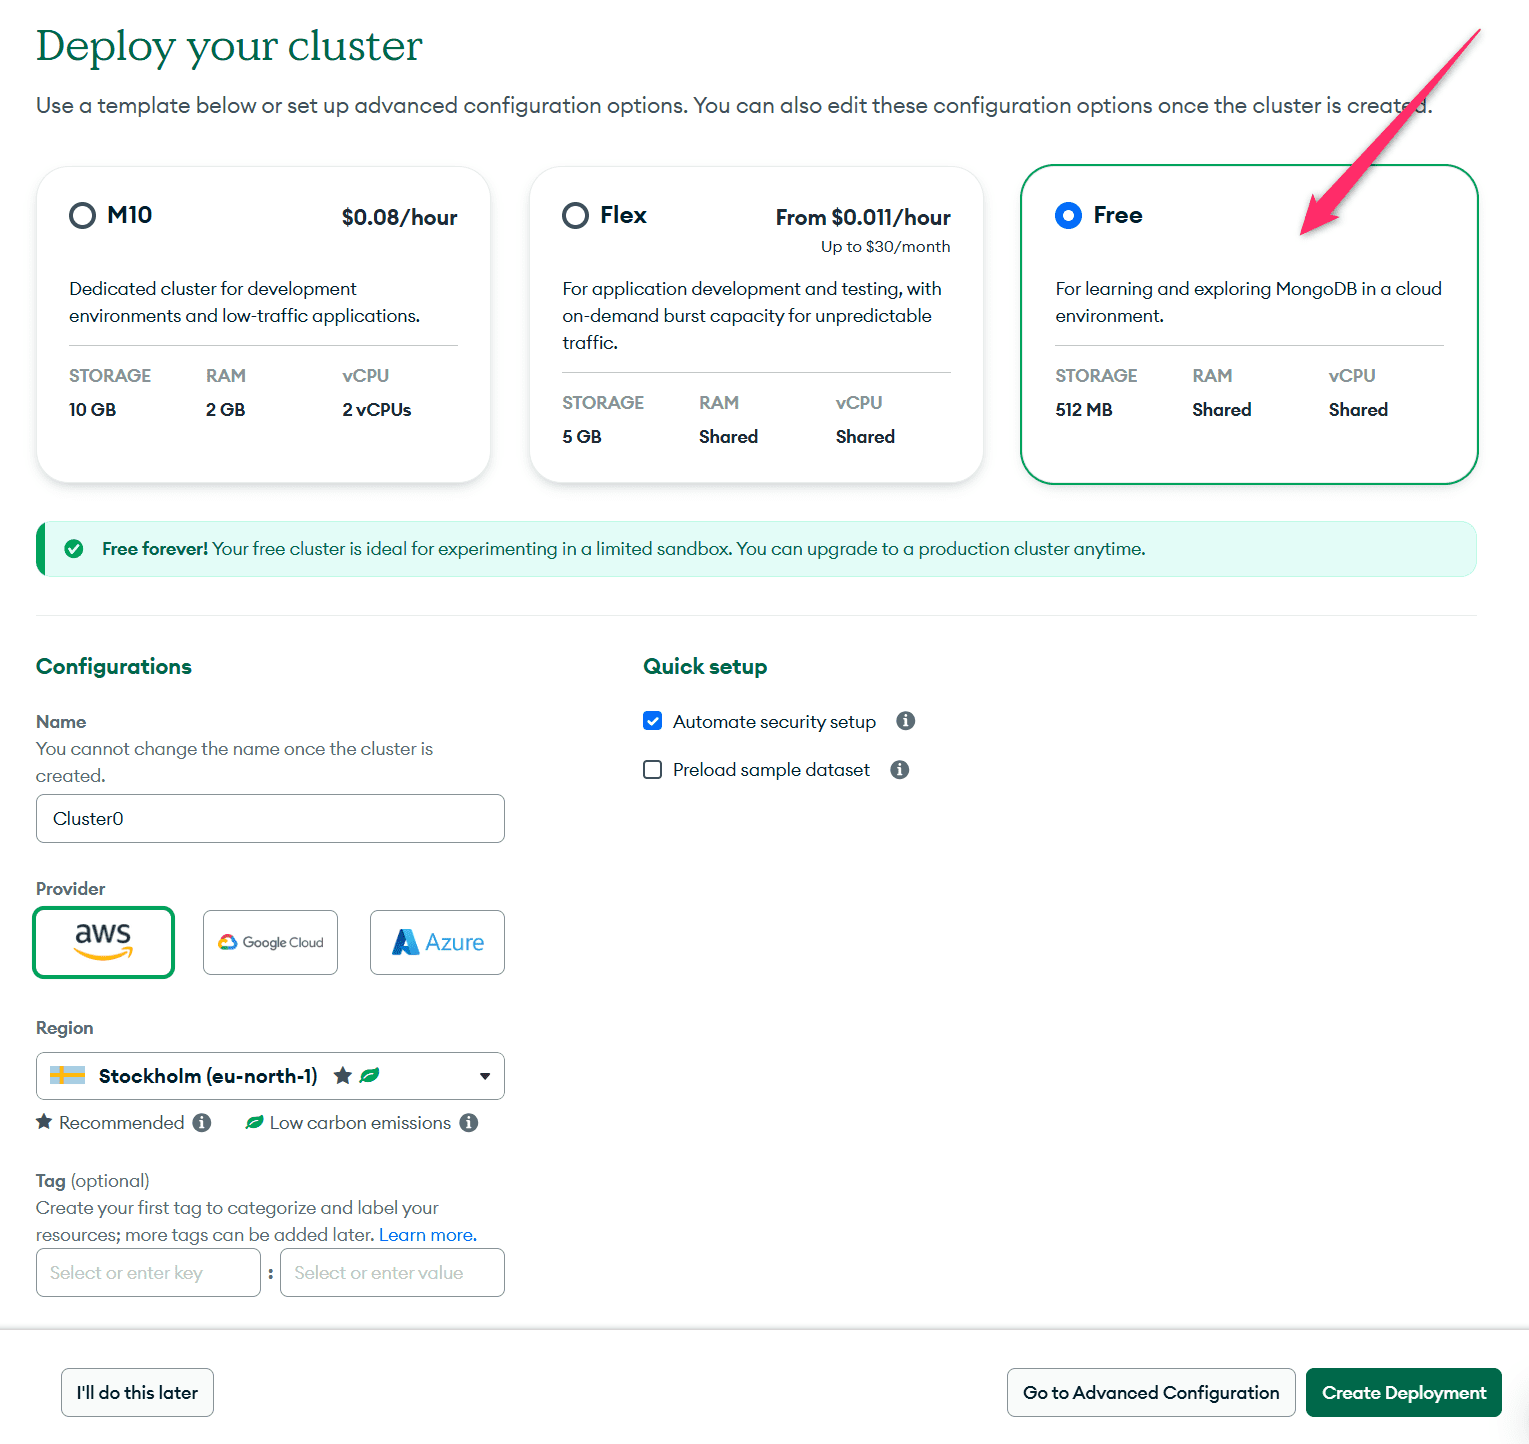 Deploy your cluster
Use a template below or set up advanced configuration options. You can also edit these configuration options once the cluster is created.
M10
$0.08/hour
Dedicated cluster for development
environments and low-traffic applications.
STORAGE RAM vCPU
10 GB 2 GB 2 vCPUs
Flex
From $0.011/hour
Up to $30/month
For application development and testing, with
on-demand burst capacity for unpredictable
traffic.
STORAGE RAM vCPU
5 GB Shared Shared
Free
For learning and exploring MongoDB in a cloud
environment.
STORAGE RAM vCPU
512 MB Shared Shared
Free forever! Your free cluster is ideal for experimenting in a limited sandbox. You can upgrade to a production cluster anytime.
Configurations
Name
You cannot change the name once the cluster is
created.
Cluster0
Provider
aws
Google Cloud
Azure
Region
Stockholm (eu-north-1)
Recommended
Low carbon emissions
Tag (optional)
Create your first tag to categorize and label your
resources; more tags can be added later. Learn more.
Select or enter key : Select or enter value
Quick setup
Automate security setup
Preload sample dataset
I'll do this later
Go to Advanced Configuration
Create Deployment